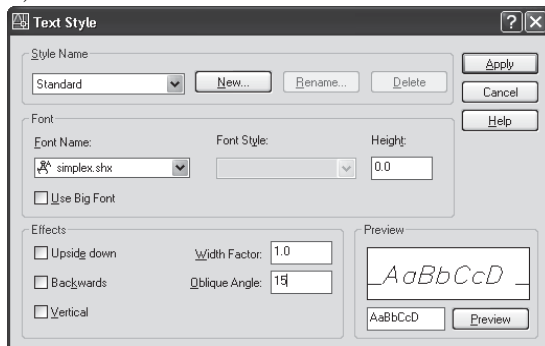 Text Style
Style Name
Standard
New...
Rename...
Delete
Apply
Cancel
Help
Font
Font Name:
Font Style:
Height:
simplex.shx
0.0
Use Big Font
Effects
Upside down
Width Factor: 1.0
Backwards
Oblique Angle: 15
Vertical
Preview
AaBbCcD
AaBbCcD
Preview